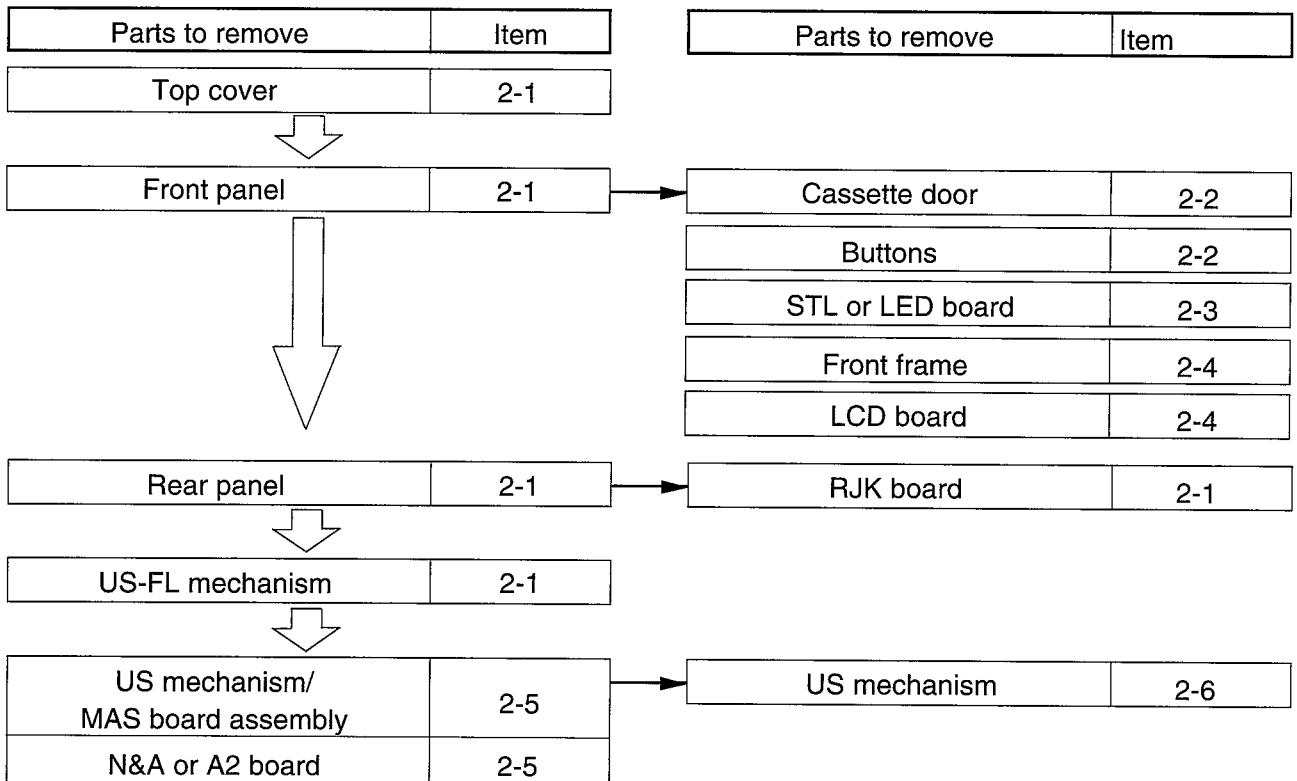 Parts to remove Item
Parts to remove Item
Top cover 2-1
Front panel 2-1
Cassette door 2-2
Buttons 2-2
STL or LED board 2-3
Front frame 2-4
LCD board 2-4
Rear panel 2-1
RJK board 2-1
US-FL mechanism 2-1
US mechanism/
MAS board assembly 2-5
US mechanism 2-6
N&A or A2 board 2-5